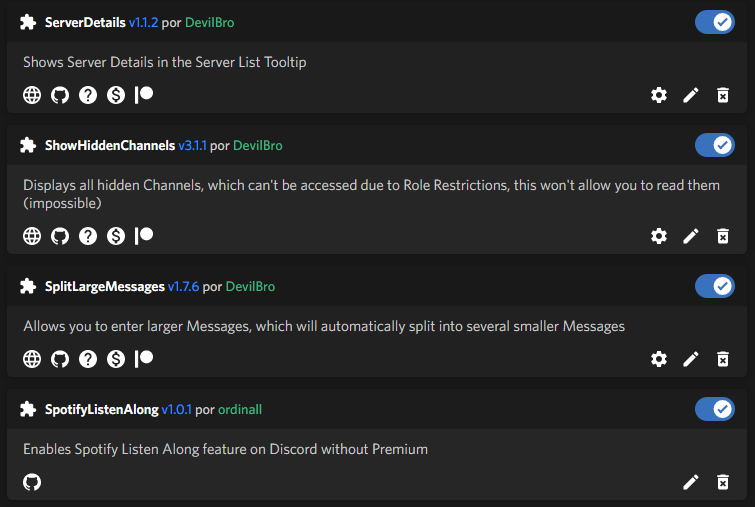 ServerDetails v1.1.2 por DevilBro
Shows Server Details in the Server List Tooltip
ShowHiddenChannels v3.1.1 por DevilBro
Displays all hidden Channels, which can't be accessed due to Role Restrictions, this won't allow you to read them
(impossible)
SplitLargeMessages v1.7.6 por DevilBro
Allows you to enter larger Messages, which will automatically split into several smaller Messages
SpotifyListenAlong v1.0.1 por ordinall
Enables Spotify Listen Along feature on Discord without Premium